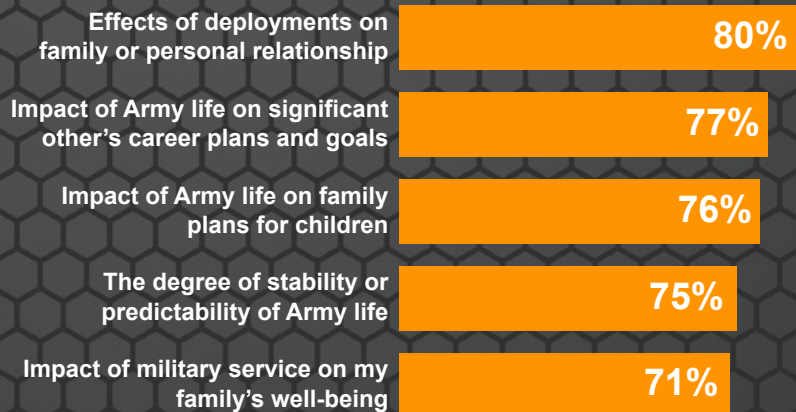 Effects of deployments on
family or personal relationship
80%
Impact of Army life on significant
other’s career plans and goals
77%
Impact of Army life on family
plans for children
76%
The degree of stability or
predictability of Army life
75%
Impact of military service on my
family’s well-being
71%